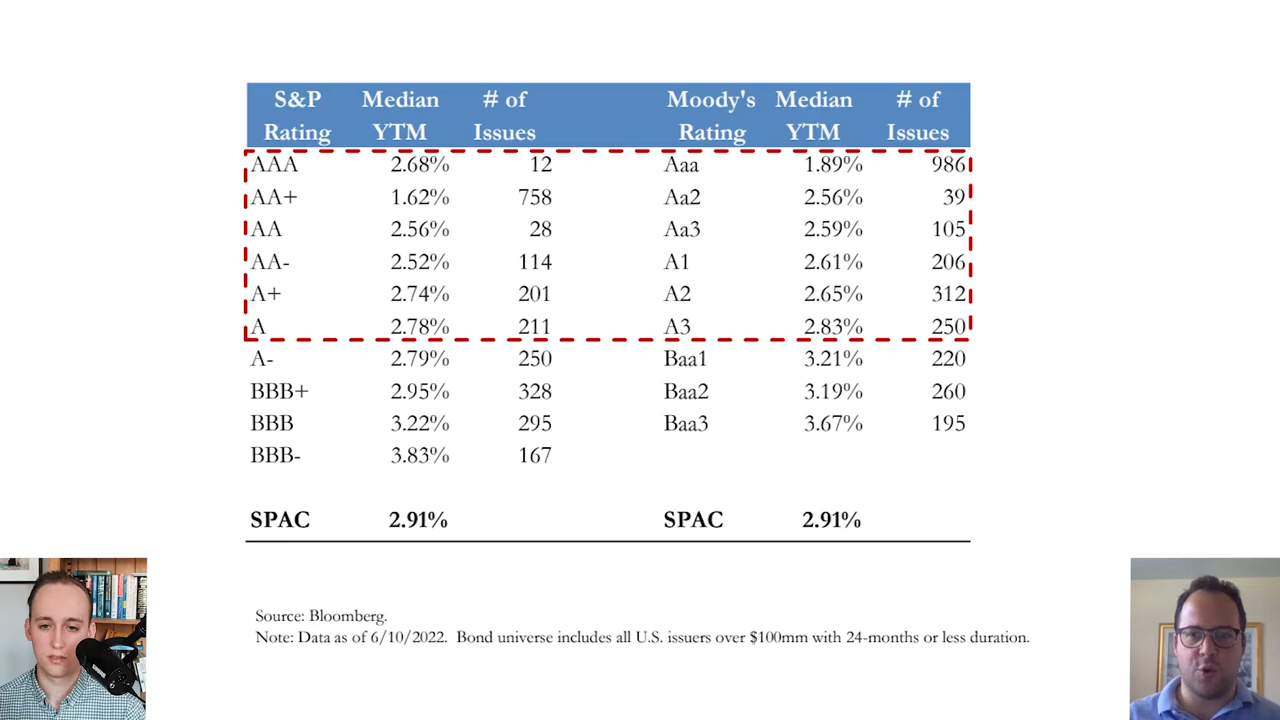 S&P Median # of Moody's Median # of
Rating YTM Issues Rating YTM Issues
AAA 2.68% 12 Aaa 1.89% 986
AA+ 1.62% 758 Aa2 2.56% 39
AA 2.56% 28 Aa3 2.59% 105
AA- 2.52% 114 A1 2.61% 206
A+ 2.74% 201 A2 2.65% 312
A 2.78% 211 A3 2.83% 250
A- 2.79% 250 Baa1 3.21% 220
BBB+ 2.95% 328 Baa2 3.19% 260
BBB 3.22% 295 Baa3 3.67% 195
BBB- 3.83% 167
SPAC 2.91% SPAC 2.91%
Source: Bloomberg.
Note: Data as of 6/10/2022. Bond universe includes all U.S. issuers over $100mm with 24-months or less duration.